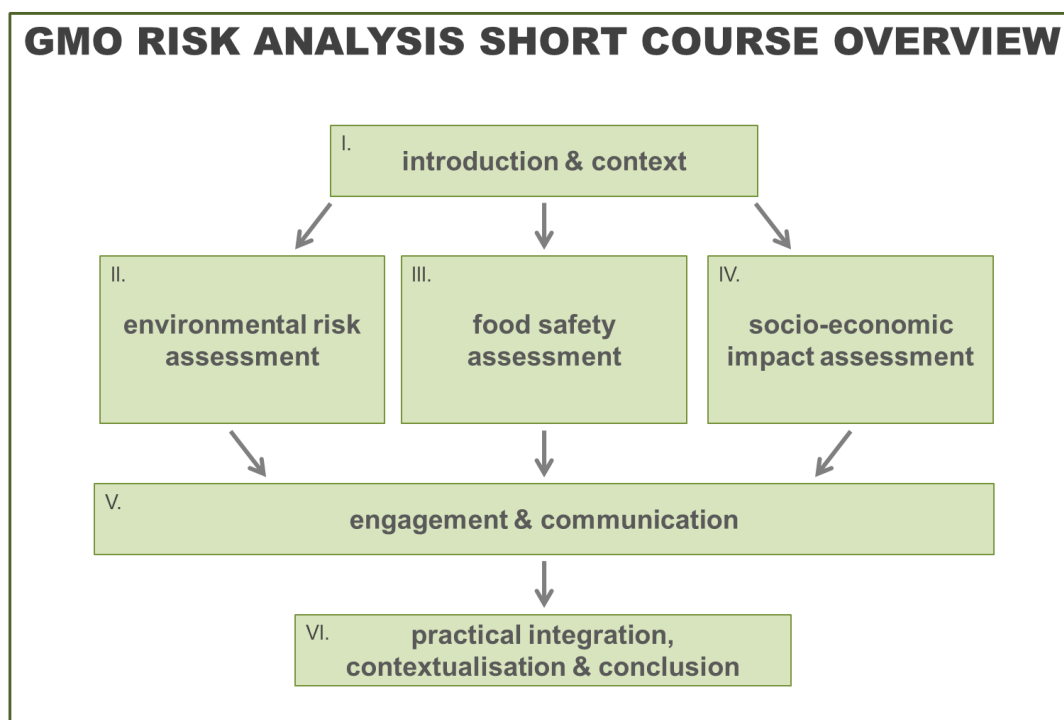 GMO RISK ANALYSIS SHORT COURSE OVERVIEW
I.
introduction & context
II.
environmental risk
assessment
III.
food safety
assessment
IV.
socio-economic
impact assessment
V.
engagement & communication
VI.
practical integration,
contextualisation & conclusion